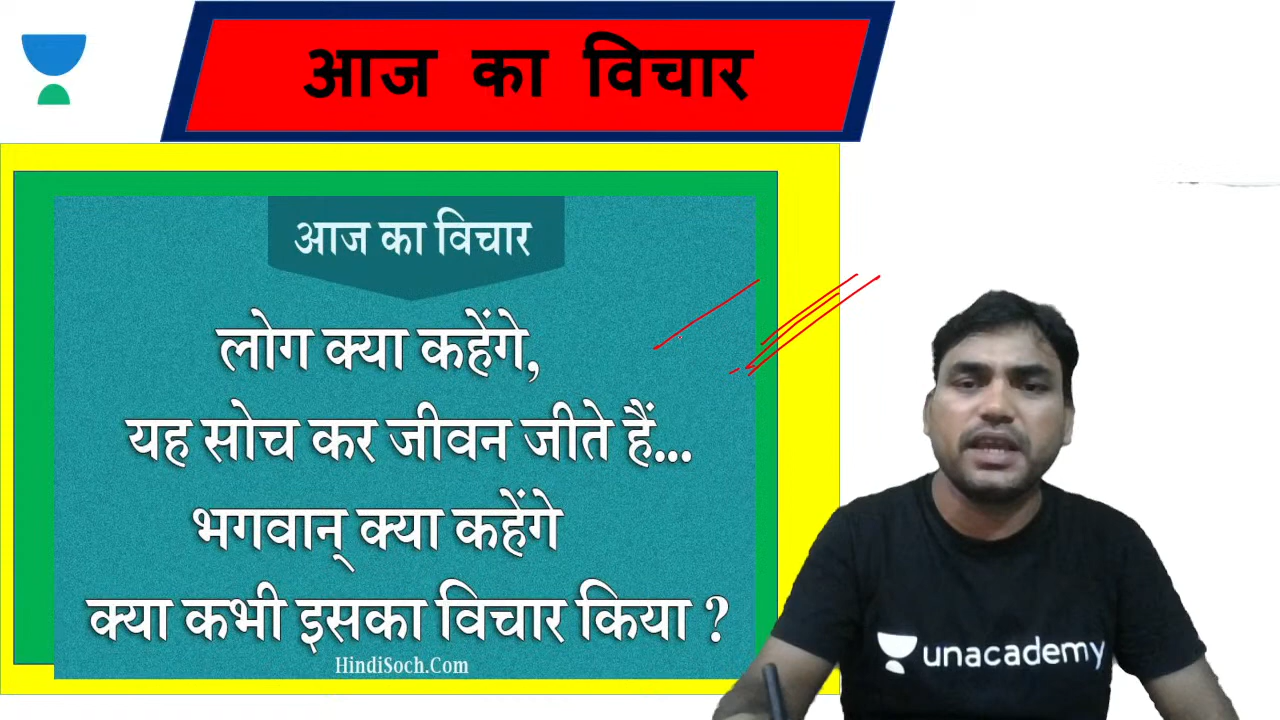 आज का विचार
आज का विचार
लोग क्या कहेंगे,
यह सोच कर जीवन जीते हैं...
भगवान् क्या कहेंगे
क्या कभी इसका विचार किया ?
HindiSoch.Com
unacademy